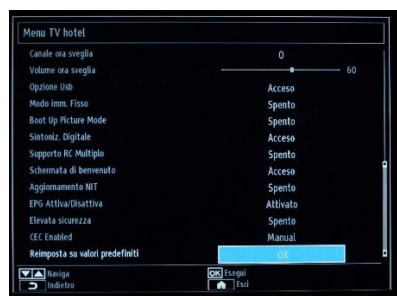 Menu TV hotel
Canale ora sveglia 0
Volume ora sveglia 60
Opzione Usb Acceso
Modo imm. Fisso Spento
Boot Up Picture Mode Spento
Sintoniz. Digitale Acceso
Supporto RC Multiplo Spento
Schermata di benvenuto Acceso
Aggiornamento NIT Spento
EPG Attiva/Disattiva Attivato
Elevata sicurezza Spento
CEC Enabled Manual
Reimposta su valori predefiniti OK
Naviga OK Esegui
Indietro Esci